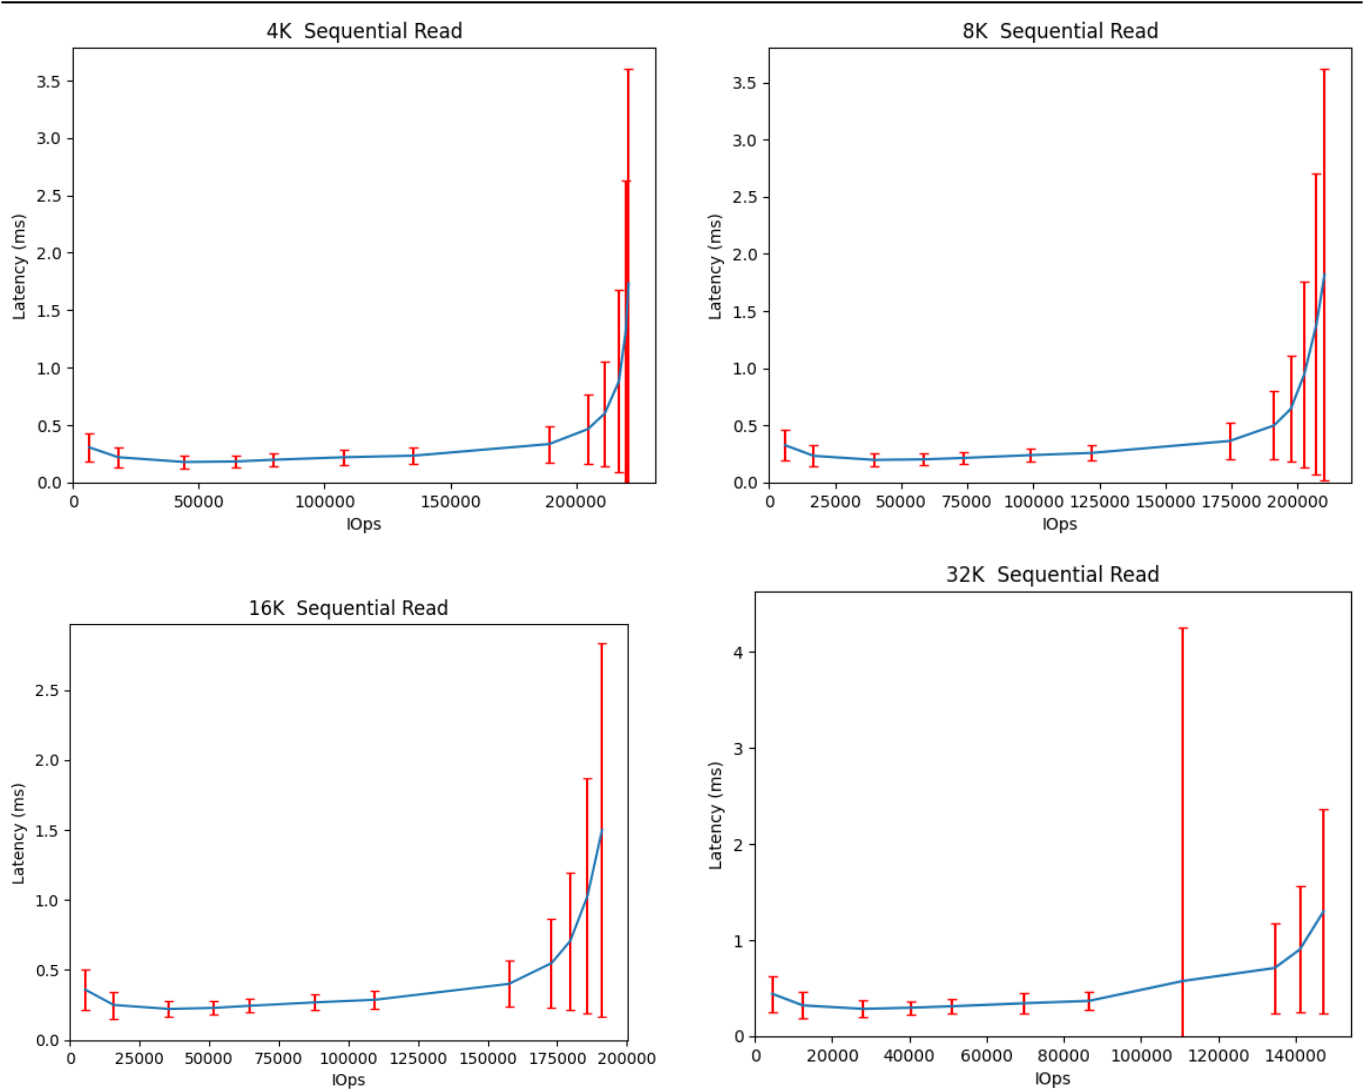 4K  Sequential Read
3.5
3.0
2.5
2.0
1.5
1.0
0.5
0.0
Latency (ms)
0 50000 100000 150000 200000
IOps
8K  Sequential Read
3.5
3.0
2.5
2.0
1.5
1.0
0.5
0.0
Latency (ms)
0 25000 50000 75000 100000 125000 150000 175000 200000
IOps
16K  Sequential Read
2.5
2.0
1.5
1.0
0.5
0.0
Latency (ms)
0 25000 50000 75000 100000 125000 150000 175000 200000
IOps
32K  Sequential Read
4
3
2
1
0
Latency (ms)
0 20000 40000 60000 80000 100000 120000 140000
IOps